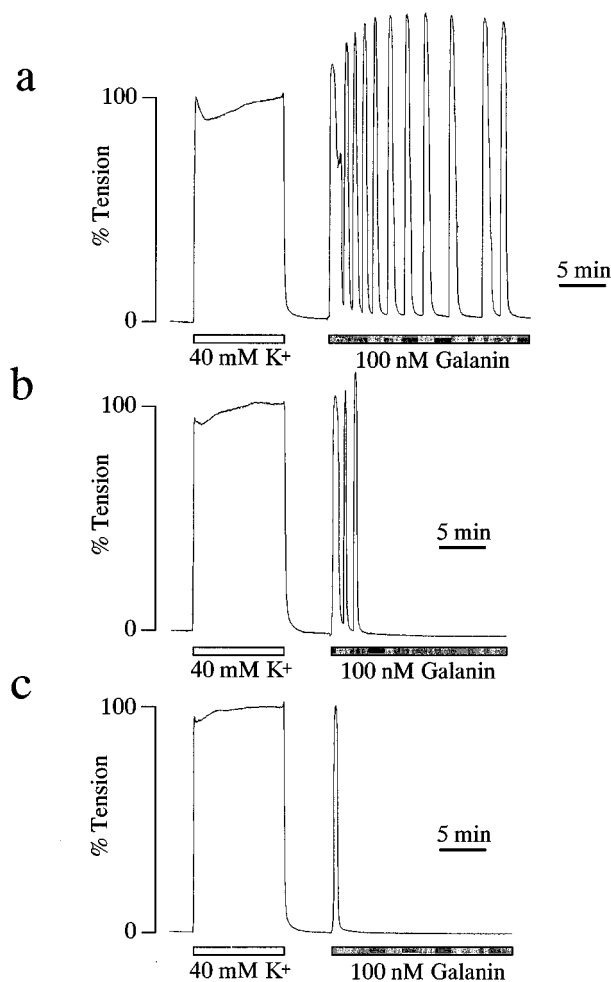 a
100
% Tension
0
5 min
40 mM K+
100 nM Galanin
b
100
% Tension
0
5 min
40 mM K+
100 nM Galanin
c
100
% Tension
0
5 min
40 mM K+
100 nM Galanin